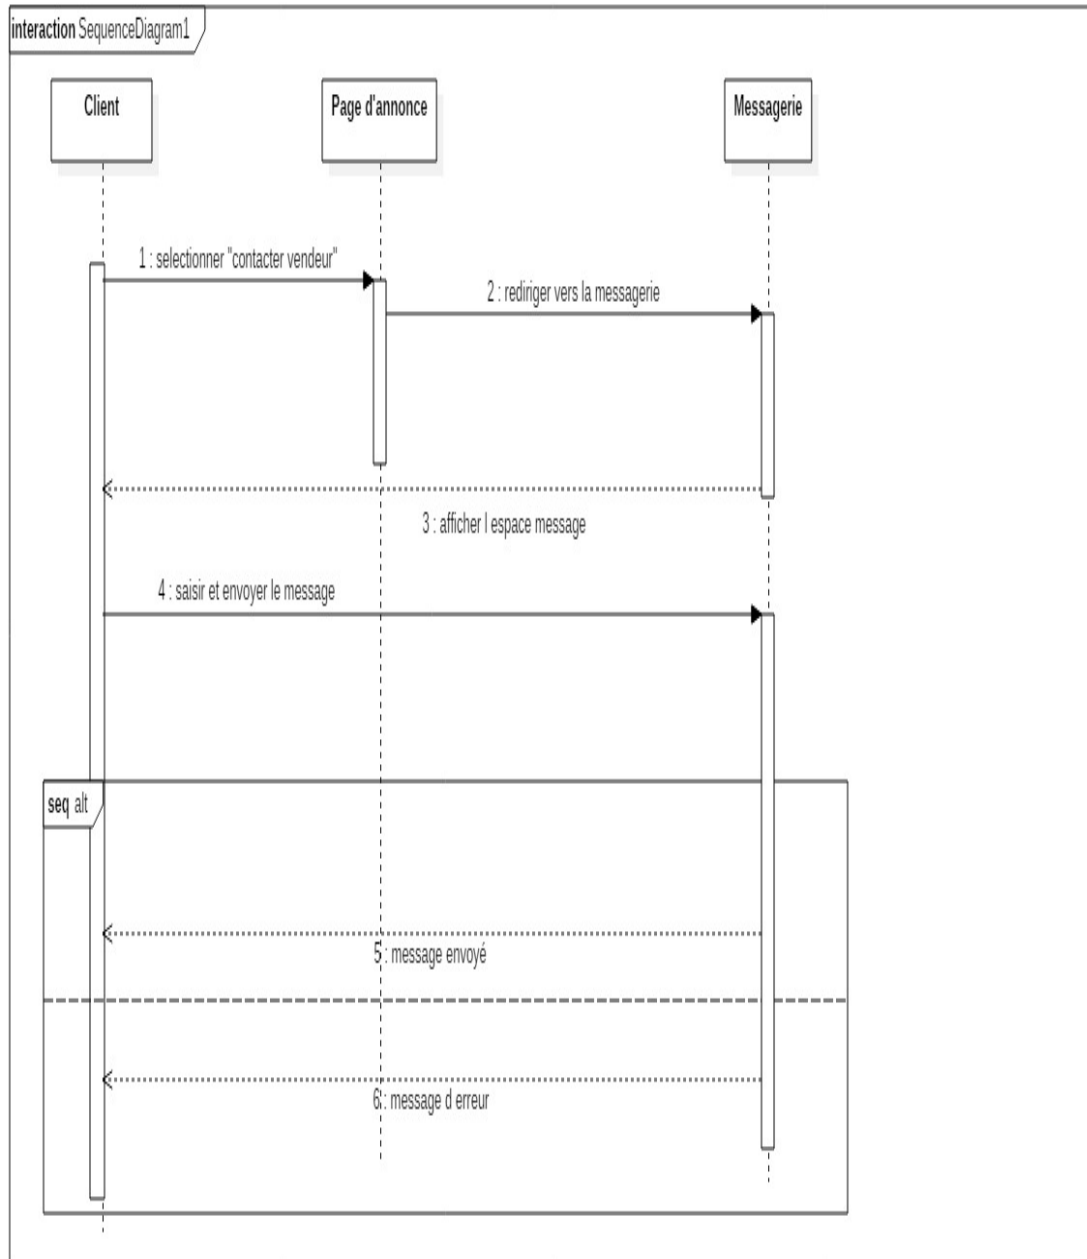 interaction SequenceDiagram1
Client
Page d'annonce
Messagerie
1 : selectionner "contacter vendeur"
2 : rediriger vers la messagerie
3 : afficher l espace message
4 : saisir et envoyer le message
seq alt
5 : message envoyé
6 : message d erreur